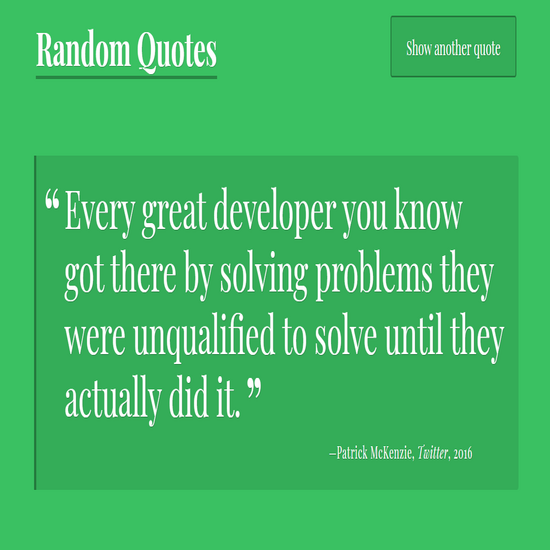 Random Quotes
Show another quote
“Every great developer you know
got there by solving problems they
were unqualified to solve until they
actually did it.”
–Patrick McKenzie, Twitter, 2016